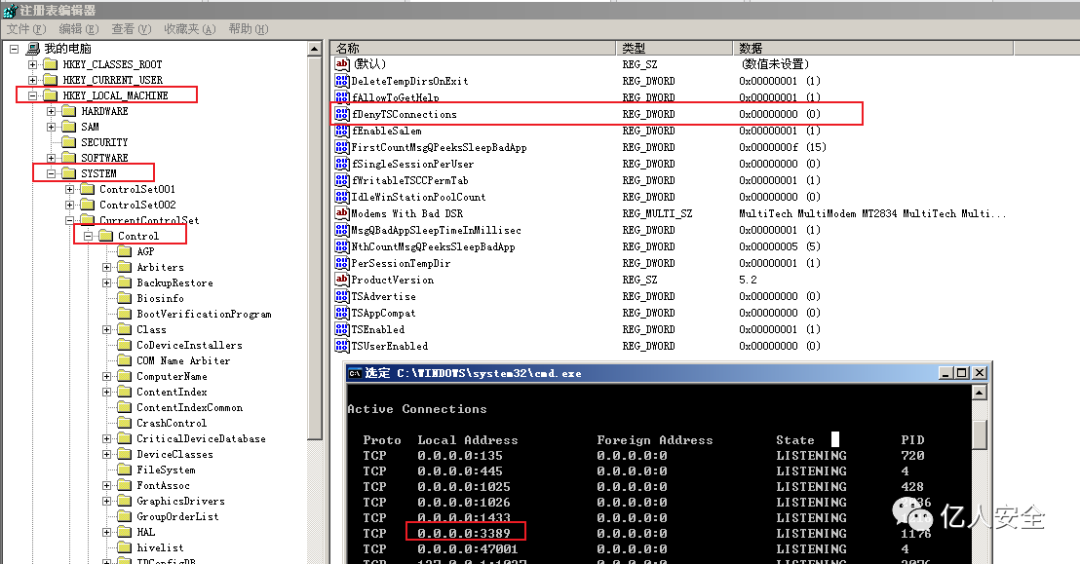 注册表编辑器
文件(F) 编辑(E) 查看(V) 收藏夹(A) 帮助(H)
我的电脑
HKEY_CLASSES_ROOT
HKEY_CURRENT_USER
HKEY_LOCAL_MACHINE
HARDWARE
SAM
SECURITY
SOFTWARE
SYSTEM
ControlSet001
ControlSet002
CurrentControlSet
Control
AGP
Arbiters
BackupRestore
Biosinfo
BootVerificationProgram
Class
CoDeviceInstallers
COM Name Arbiter
ComputerName
ContentIndex
ContentIndexCommon
CrashControl
CriticalDeviceDatabase
DeviceClasses
FileSystem
FontAssoc
GraphicsDrivers
GroupOrderList
HAL
hivelist
IDConfigDB
名称 类型 数据
(默认) REG_SZ (数值未设置)
DeleteTempDirsOnExit REG_DWORD 0x00000001 (1)
fAllowToGetHelp REG_DWORD 0x00000001 (1)
fDenyTSConnections REG_DWORD 0x00000000 (0)
fEnableSalem REG_DWORD 0x00000001 (1)
FirstCountMsgQPeeksSleepBadApp REG_DWORD 0x0000000f (15)
fSingleSessionPerUser REG_DWORD 0x00000000 (0)
fWritableTSCCPermTab REG_DWORD 0x00000001 (1)
IdleWinStationPoolCount REG_DWORD 0x00000000 (0)
Modems With Bad DSR REG_MULTI_SZ MultiTech MultiModem MT2834 MultiTech Multi...
MsgQBadAppSleepTimeInMillisec REG_DWORD 0x00000001 (1)
NthCountMsgQPeeksSleepBadApp REG_DWORD 0x00000005 (5)
PerSessionTempDir REG_DWORD 0x00000001 (1)
ProductVersion REG_SZ 5.2
TSAdvertise REG_DWORD 0x00000000 (0)
TSAppCompat REG_DWORD 0x00000000 (0)
TSEnabled REG_DWORD 0x00000001 (1)
TSUserEnabled REG_DWORD 0x00000000 (0)
选定 C:\WINDOWS\system32\cmd.exe
Active Connections
Proto Local Address Foreign Address State PID
TCP 0.0.0.0:135 0.0.0.0:0 LISTENING 720
TCP 0.0.0.0:445 0.0.0.0:0 LISTENING 4
TCP 0.0.0.0:1025 0.0.0.0:0 LISTENING 428
TCP 0.0.0.0:1026 0.0.0.0:0 LISTENING
TCP 0.0.0.0:1433 0.0.0.0:0 LISTENING
TCP 0.0.0.0:3389 0.0.0.0:0 LISTENING 1176
TCP 0.0.0.0:47001 0.0.0.0:0 LISTENING 4
亿人安全